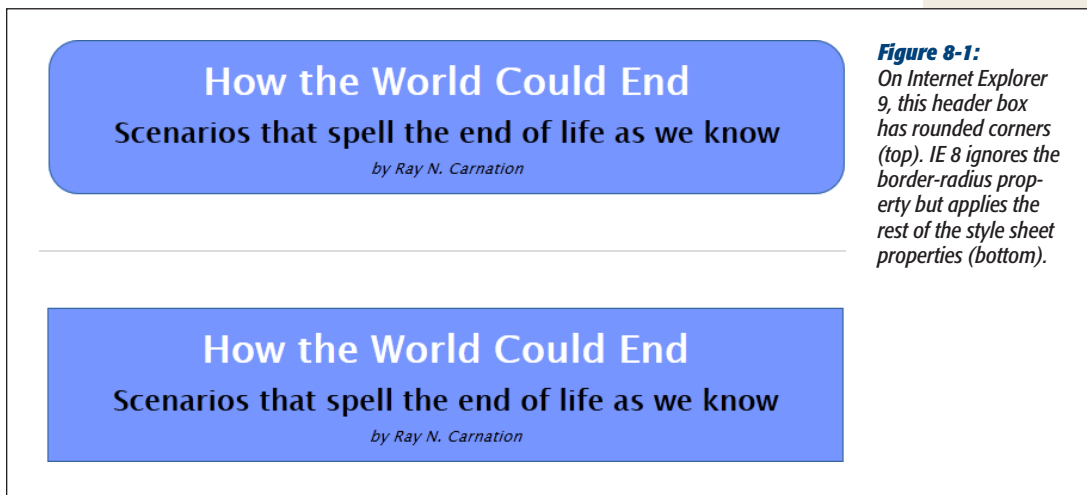 How the World Could End
Scenarios that spell the end of life as we know
by Ray N. Carnation
How the World Could End
Scenarios that spell the end of life as we know
by Ray N. Carnation
Figure 8-1:
On Internet Explorer
9, this header box
has rounded corners
(top). IE 8 ignores the
border-radius prop-
erty but applies the
rest of the style sheet
properties (bottom).